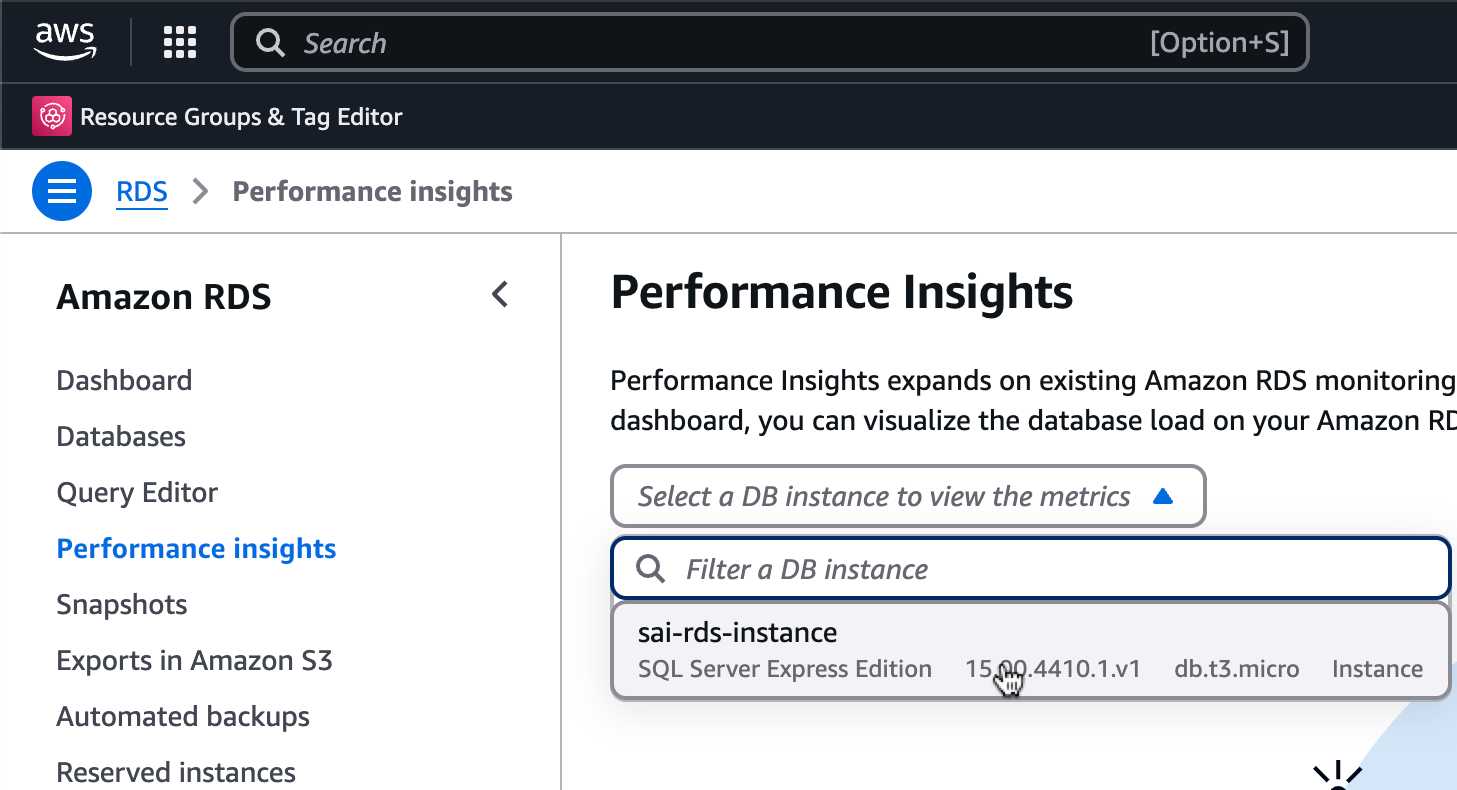 aws
Search [Option+S]
Resource Groups & Tag Editor
RDS > Performance insights
Amazon RDS
Dashboard
Databases
Query Editor
Performance insights
Snapshots
Exports in Amazon S3
Automated backups
Reserved instances
Performance Insights
Performance Insights expands on existing Amazon RDS monitoring
dashboard, you can visualize the database load on your Amazon RD
Select a DB instance to view the metrics
Filter a DB instance
sai-rds-instance
SQL Server Express Edition 15.00.4410.1.v1 db.t3.micro Instance